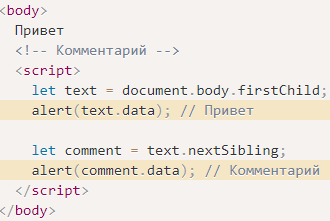 <body>
  Привет
  <!-- Комментарий -->
  <script>
    let text = document.body.firstChild;
    alert(text.data); // Привет

    let comment = text.nextSibling;
    alert(comment.data); // Комментарий
  </script>
</body>